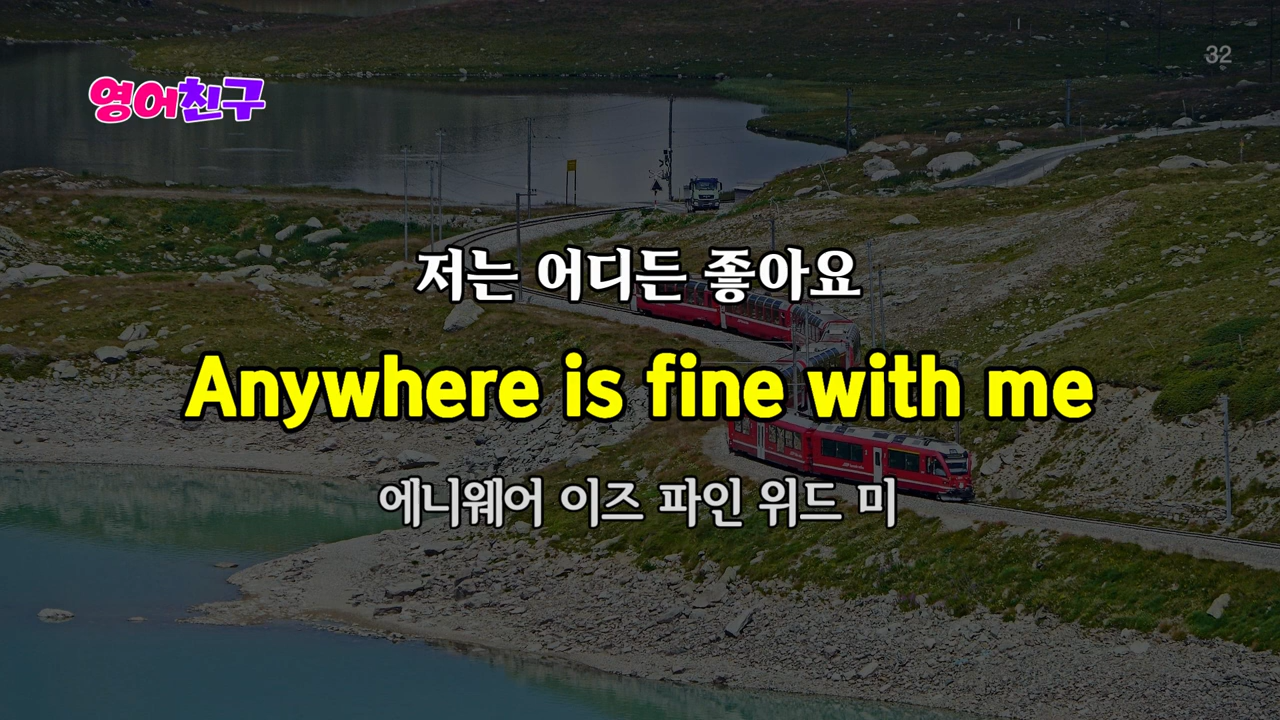 32
영어친구
저는 어디든 좋아요
Anywhere is fine with me
에니웨어 이즈 파인 위드 미